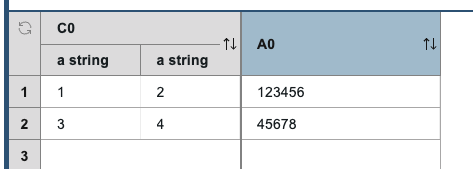 C0
A0
a string a string
1 1 2 123456
2 3 4 45678
3